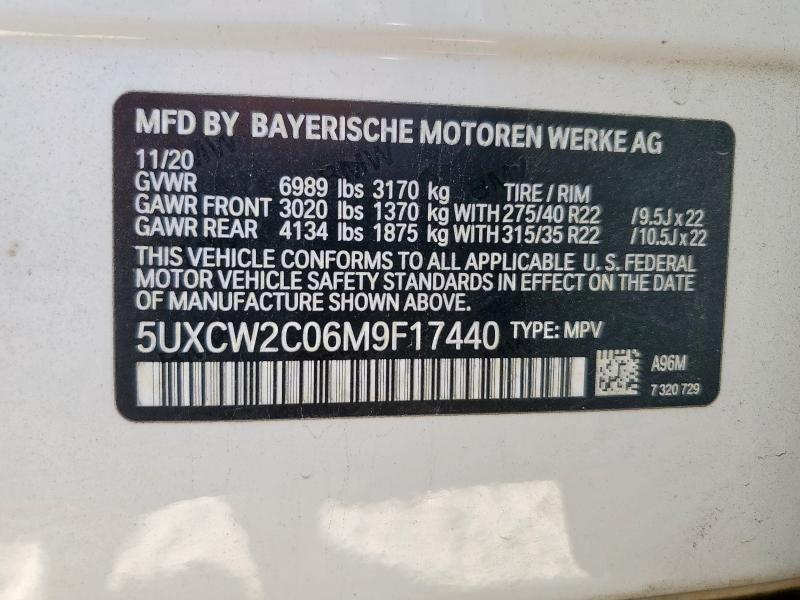 MFD BY BAYERISCHE MOTOREN WERKE AG
11/20
GVWR 6989 lbs 3170 kg TIRE / RIM
GAWR FRONT 3020 lbs 1370 kg WITH 275/40 R22 /9.5J x 22
GAWR REAR 4134 lbs 1875 kg WITH 315/35 R22 /10.5J x 22
THIS VEHICLE CONFORMS TO ALL APPLICABLE U. S. FEDERAL
MOTOR VEHICLE SAFETY STANDARDS IN EFFECT ON THE DATE
OF MANUFACTURE SHOWN ABOVE.
5UXCW2C06M9F17440 TYPE: MPV
A96M
7 320 729